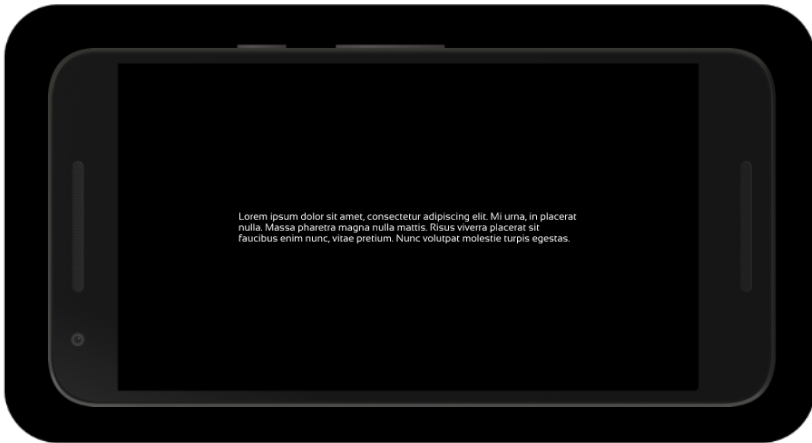 Lorem ipsum dolor sit amet, consectetur adipiscing elit. Mi urna, in placerat
nulla. Massa pharetra magna nulla mattis. Risus viverra placerat sit
faucibus enim nunc, vitae pretium. Nunc volutpat molestie turpis egestas.